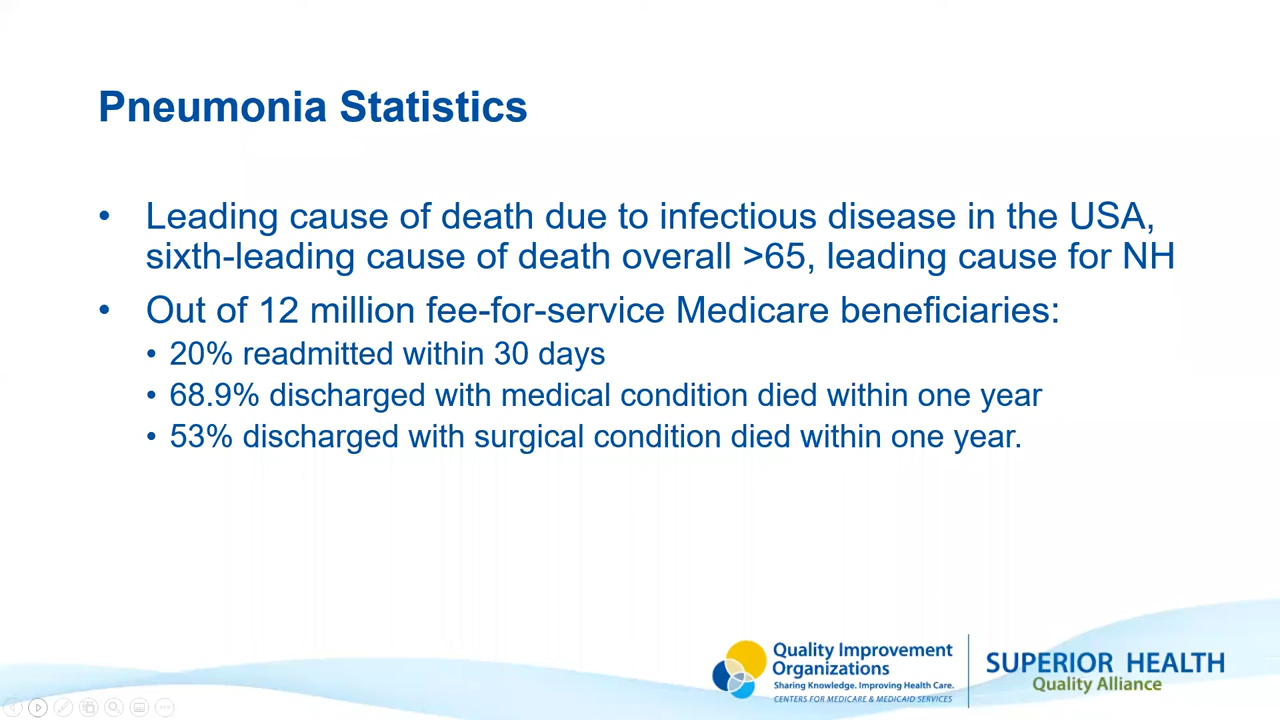 Pneumonia Statistics
• Leading cause of death due to infectious disease in the USA,
sixth-leading cause of death overall >65, leading cause for NH
• Out of 12 million fee-for-service Medicare beneficiaries:
• 20% readmitted within 30 days
• 68.9% discharged with medical condition died within one year
• 53% discharged with surgical condition died within one year.
Quality Improvement
Organizations
Sharing Knowledge. Improving Health Care.
CENTERS FOR MEDICARE & MEDICAID SERVICES
SUPERIOR HEALTH
Quality Alliance